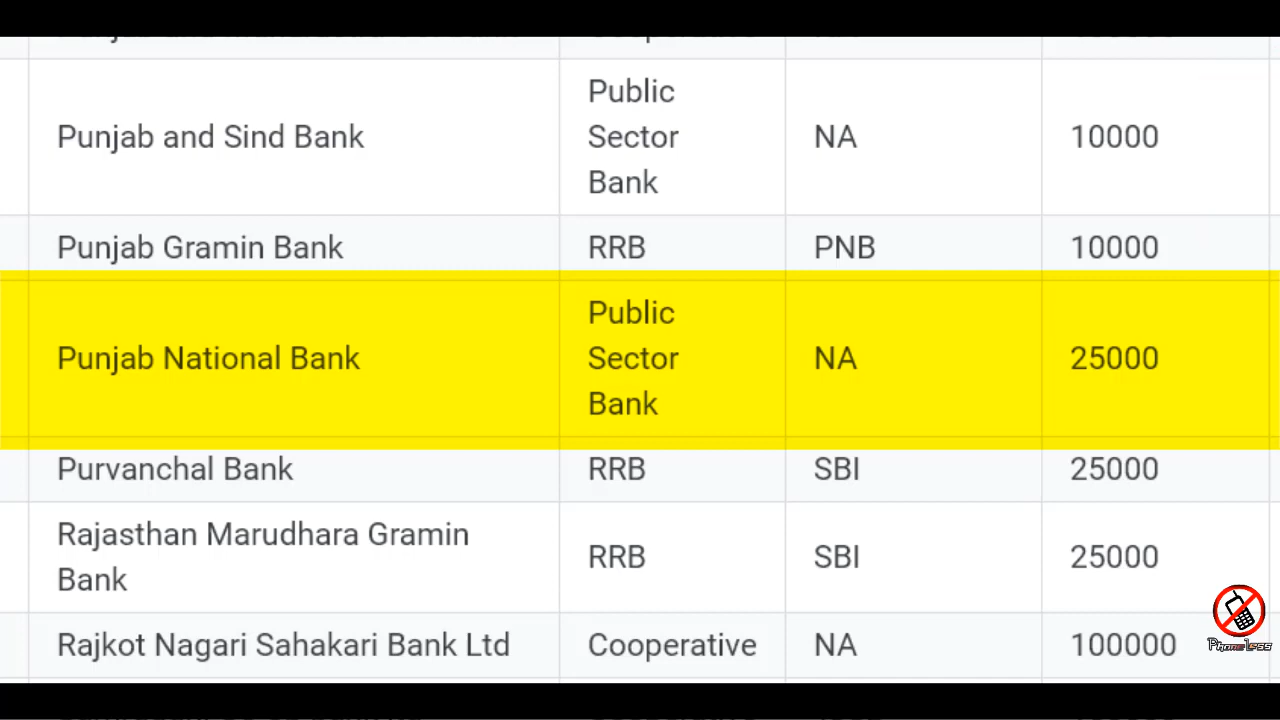 Public
Punjab and Sind Bank Sector NA 10000
Bank
Punjab Gramin Bank RRB PNB 10000
Public
Punjab National Bank Sector NA 25000
Bank
Purvanchal Bank RRB SBI 25000
Rajasthan Marudhara Gramin
Bank RRB SBI 25000
Rajkot Nagari Sahakari Bank Ltd Cooperative NA 100000
PhoneLess